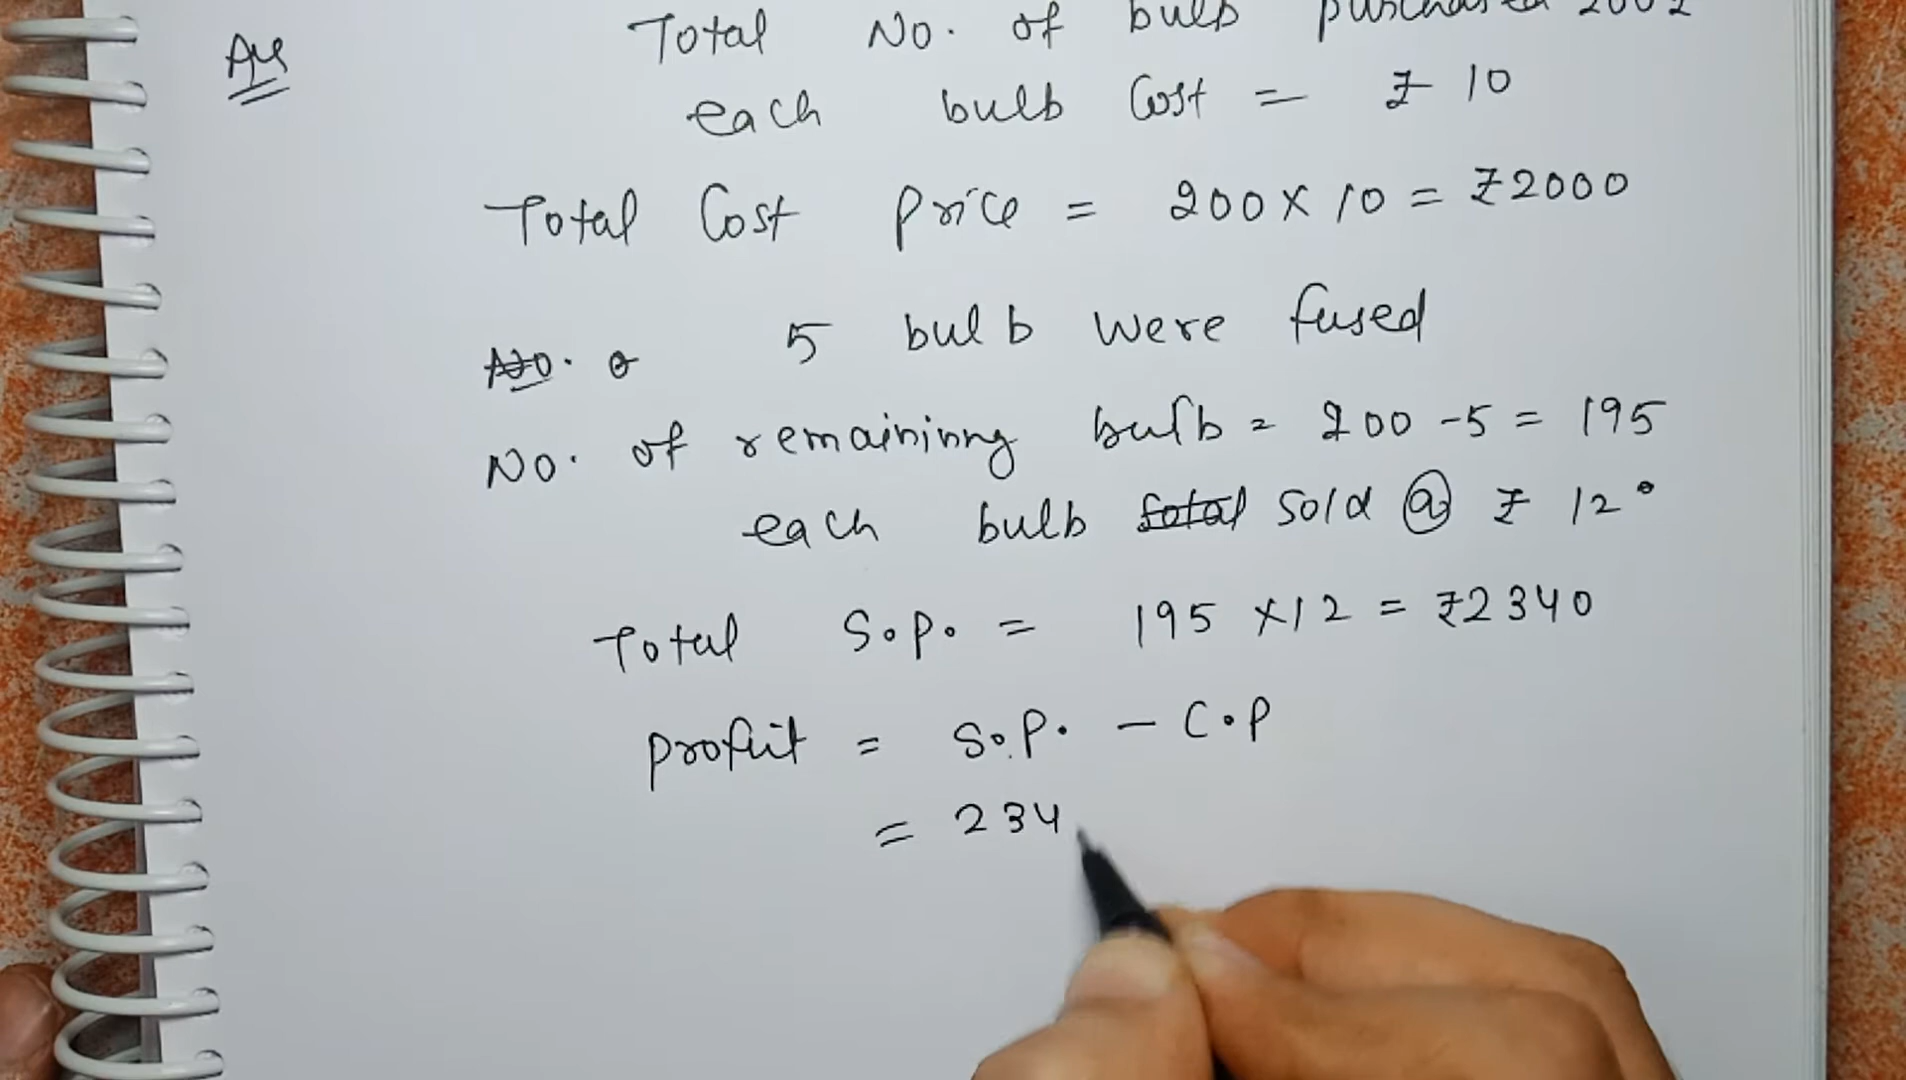 Ans
Total No. of bulb purchased 200
each bulb Cost = ₹ 10
Total Cost Price = 200 X 10 = ₹2000
No. o 5 bulb were fused
No. of remaininng bulb = 200 - 5 = 195
each bulb total sold @ ₹ 12.
Total S.P. = 195 X 12 = ₹2340
profit = S.P. - C.P
= 234